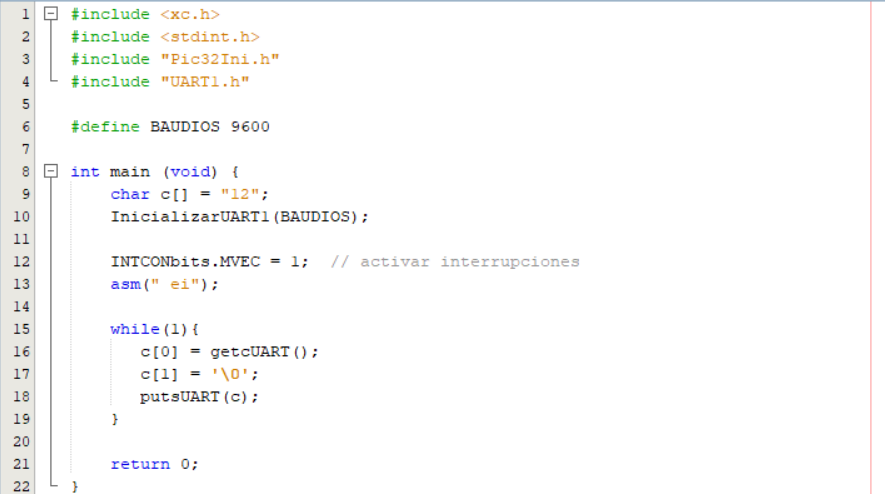 1 #include <xc.h>
2 #include <stdint.h>
3 #include "Pic32Ini.h"
4 #include "UART1.h"
5
6 #define BAUDIOS 9600
7
8 int main (void) {
9 char c[] = "12";
10 InicializarUART1(BAUDIOS);
11
12 INTCONbits.MVEC = 1; // activar interrupciones
13 asm(" ei");
14
15 while(1){
16 c[0] = getcUART();
17 c[1] = '\0';
18 putsUART(c);
19 }
20
21 return 0;
22 }